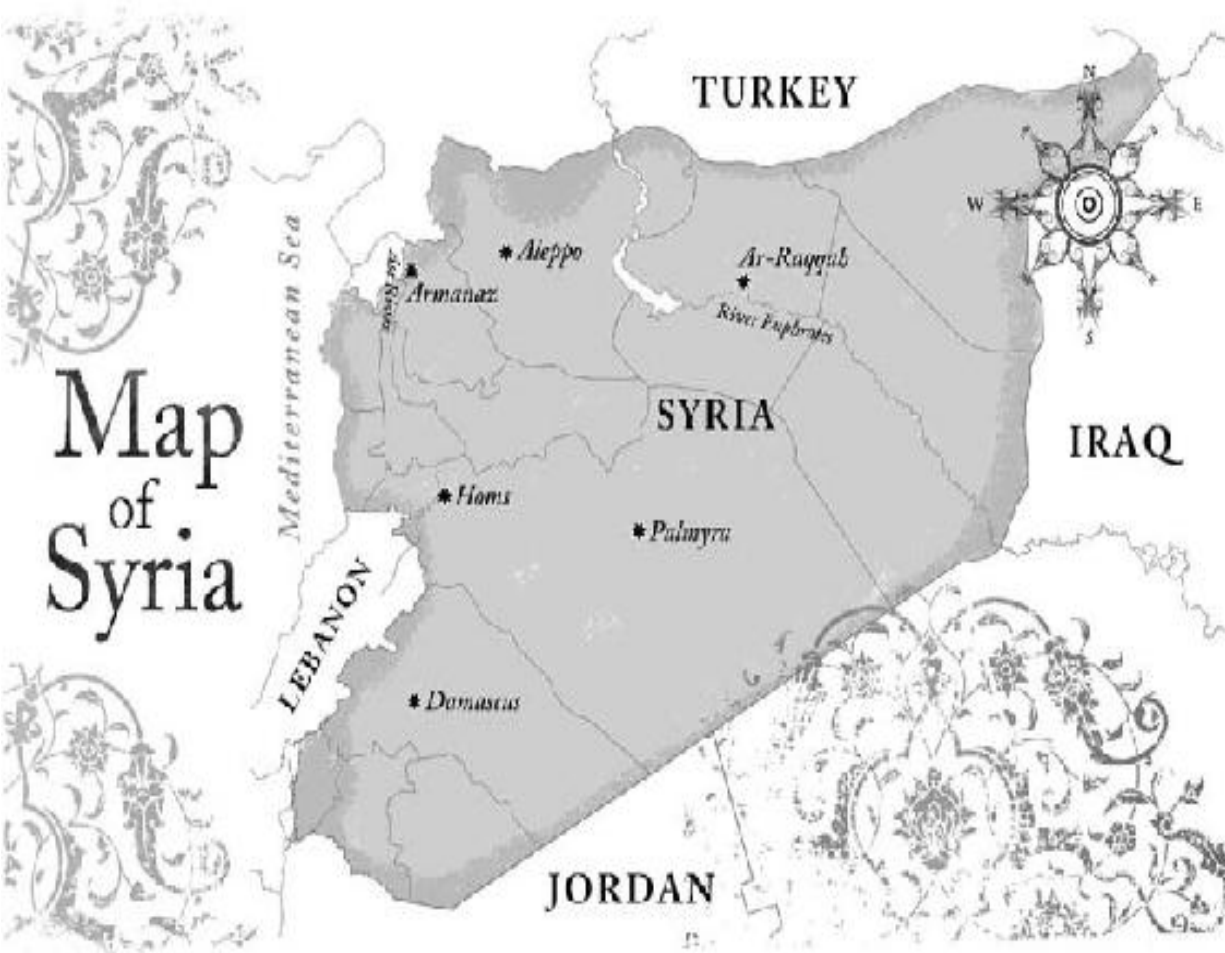 Map
of
Syria
TURKEY
N
W
E
S
Mediterranean Sea
Aleppo
Armanaz
Ar-Raqqah
River Euphrates
SYRIA
IRAQ
Homs
Palmyra
LEBANON
Damascus
JORDAN